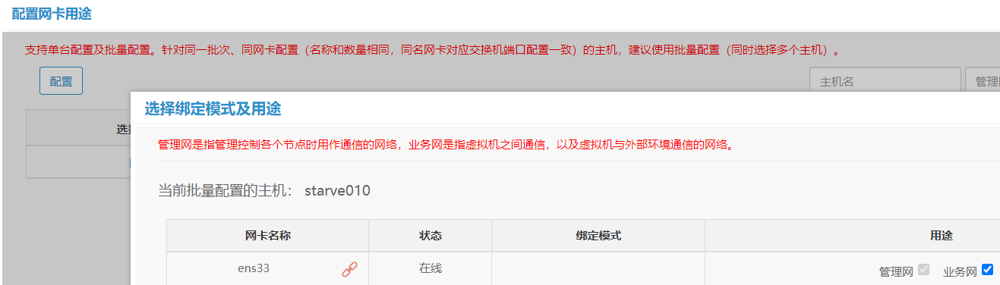 配置网卡用途
支持单台配置及批量配置。针对同一批次、同网卡配置（名称和数量相同，同名网卡对应交换机端口配置一致）的主机，建议使用批量配置（同时选择多个主机）。
配置 主机名 管理
选择绑定模式及用途
管理网是指管理控制各个节点时用作通信的网络，业务网是指虚拟机之间通信，以及虚拟机与外部环境通信的网络。
当前批量配置的主机： starve010
网卡名称 状态 绑定模式 用途
ens33 在线 管理网 业务网